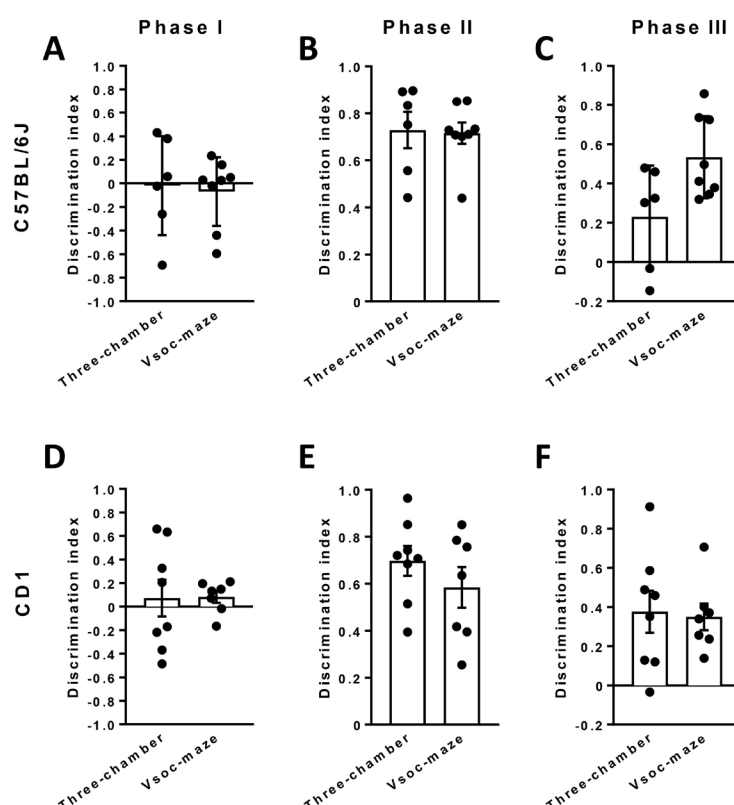 Phase I
Phase II
Phase III
A
B
C
C57BL/6J
Discrimination index
1.0
0.8
0.6
0.4
0.2
0
-0.2
-0.4
-0.6
-0.8
-1.0
Three-chamber
Vsoc-maze
Discrimination index
1.0
0.8
0.6
0.4
0.2
0
Three-chamber
Vsoc-maze
Discrimination index
1.0
0.8
0.6
0.4
0.2
0
-0.2
Three-chamber
Vsoc-maze
D
E
F
CD1
Discrimination index
1.0
0.8
0.6
0.4
0.2
0
-0.2
-0.4
-0.6
-0.8
-1.0
Three-chamber
Vsoc-maze
Discrimination index
1.0
0.8
0.6
0.4
0.2
0
Three-chamber
Vsoc-maze
Discrimination index
1.0
0.8
0.6
0.4
0.2
0
-0.2
Three-chamber
Vsoc-maze